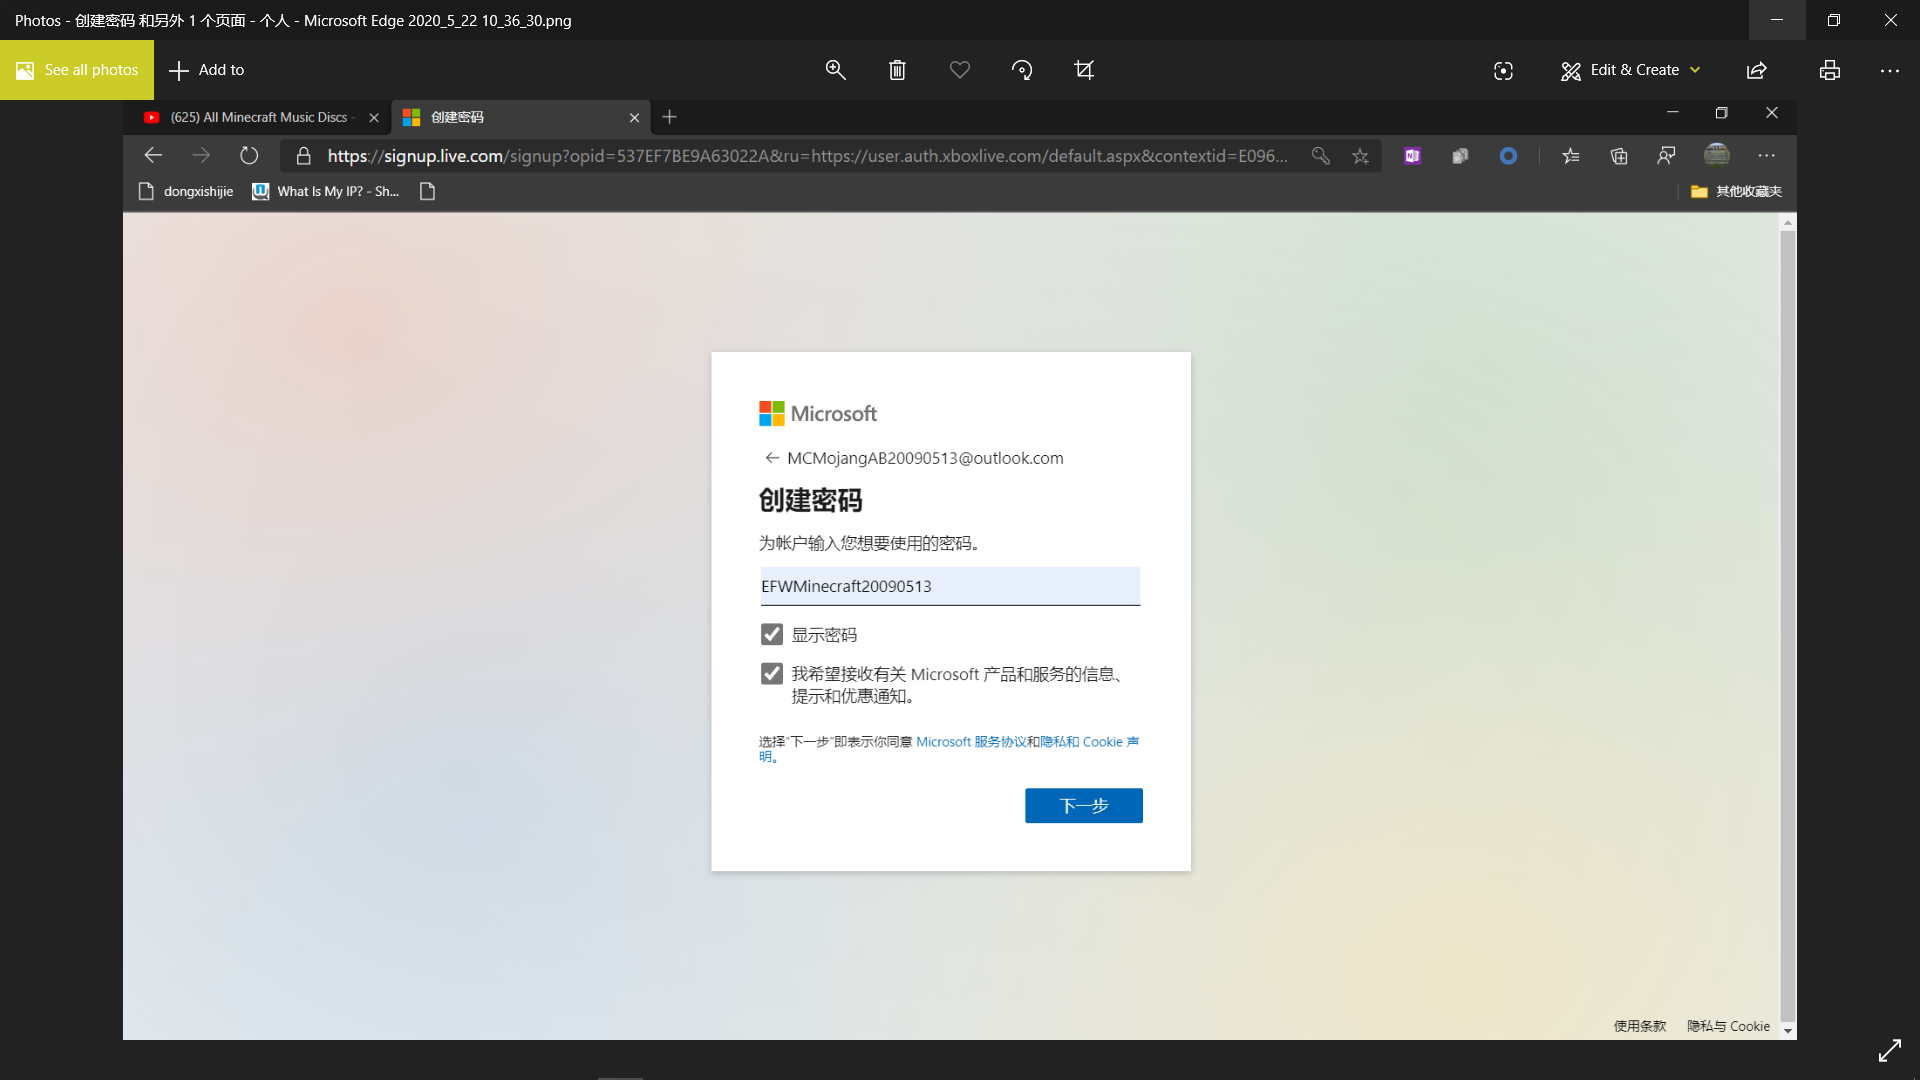 Photos - 创建密码 和另外 1 个页面 - 个人 - Microsoft Edge 2020_5_22 10_36_30.png
See all photos
Add to
Edit & Create
(625) All Minecraft Music Discs -
创建密码
https://signup.live.com/signup?opid=537EF7BE9A63022A&ru=https://user.auth.xboxlive.com/default.aspx&contextid=E096...
dongxishijie
What Is My IP? - Sh...
其他收藏夹
Microsoft
MCMojangAB20090513@outlook.com
创建密码
为帐户输入您想要使用的密码。
EFWMinecraft20090513
显示密码
我希望接收有关 Microsoft 产品和服务的信息、
提示和优惠通知。
选择“下一步”即表示你同意 Microsoft 服务协议和隐私和 Cookie 声
明。
下一步
使用条款
隐私与 Cookie